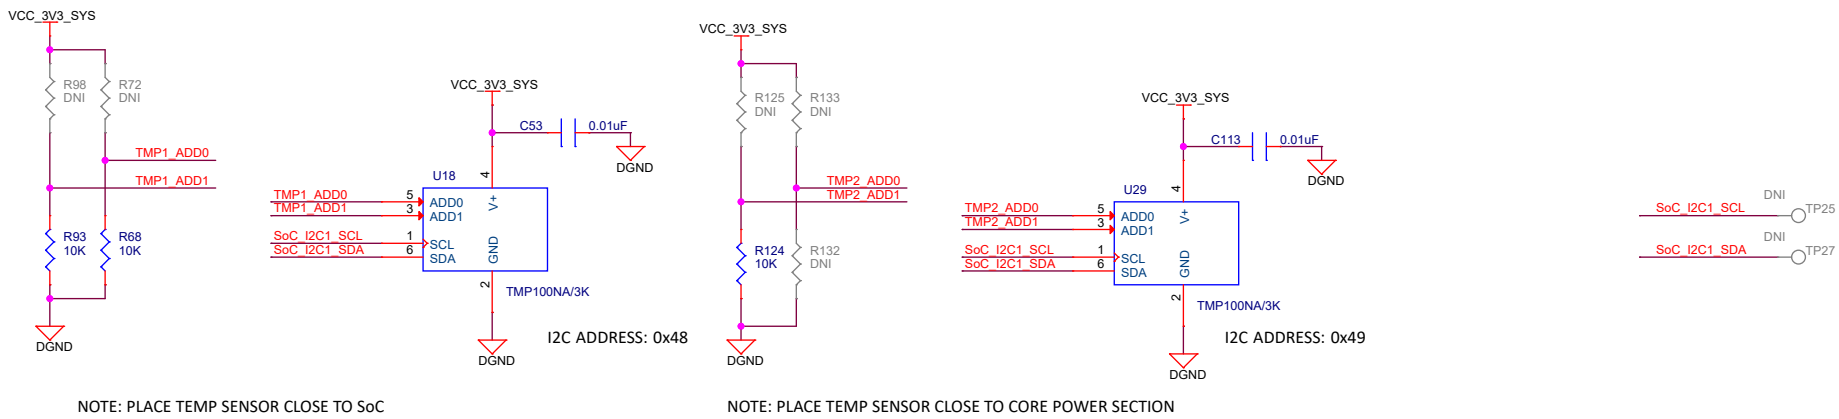 VCC_3V3_SYS
R98
DNI
R72
DNI
TMP1_ADD0
TMP1_ADD1
R93
10K
R68
10K
DGND
VCC_3V3_SYS
C53
0.01uF
DGND
U18
4
TMP1_ADD0
5
ADD0
TMP1_ADD1
3
ADD1
V+
SoC_I2C1_SCL
1
SCL
SoC_I2C1_SDA
6
SDA
GND
2
TMP100NA/3K
I2C ADDRESS: 0x48
DGND
NOTE: PLACE TEMP SENSOR CLOSE TO SoC
VCC_3V3_SYS
R125
DNI
R133
DNI
TMP2_ADD0
TMP2_ADD1
R124
10K
R132
DNI
DGND
VCC_3V3_SYS
C113
0.01uF
DGND
U29
4
TMP2_ADD0
5
ADD0
TMP2_ADD1
3
ADD1
V+
SoC_I2C1_SCL
1
SCL
SoC_I2C1_SDA
6
SDA
GND
2
TMP100NA/3K
I2C ADDRESS: 0x49
DGND
NOTE: PLACE TEMP SENSOR CLOSE TO CORE POWER SECTION
DNI
SoC_I2C1_SCL
TP25
DNI
SoC_I2C1_SDA
TP27